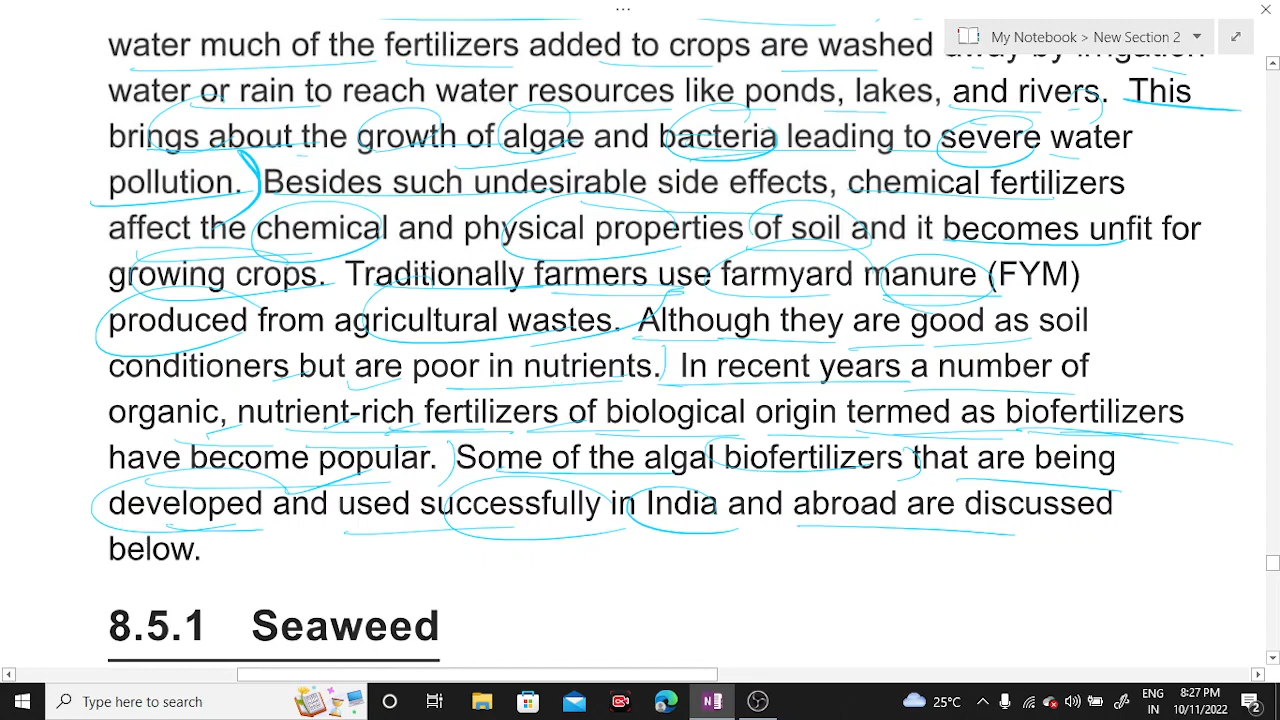 My Notebook > New Section 2
water much of the fertilizers added to crops are washed away by irrigation
water or rain to reach water resources like ponds, lakes, and rivers. This
brings about the growth of algae and bacteria leading to severe water
pollution. Besides such undesirable side effects, chemical fertilizers
affect the chemical and physical properties of soil and it becomes unfit for
growing crops. Traditionally farmers use farmyard manure (FYM)
produced from agricultural wastes. Although they are good as soil
conditioners but are poor in nutrients. In recent years a number of
organic, nutrient-rich fertilizers of biological origin termed as biofertilizers
have become popular. Some of the algal biofertilizers that are being
developed and used successfully in India and abroad are discussed
below.
8.5.1 Seaweed
Type here to search
25°C
ENG
IN
8:27 PM
10/11/2022
2